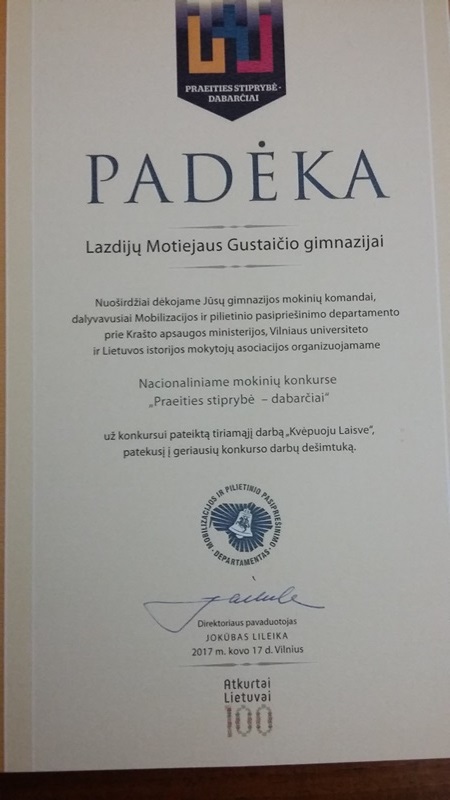 PRAEITIES STIPRYBĖ -
DABARČIAI
PADĖKA
Lazdijų Motiejaus Gustaičio gimnazijai
Nuoširdžiai dėkojame Jūsų gimnazijos mokinių komandai,
dalyvavusiai Mobilizacijos ir pilietinio pasipriešinimo departamento
prie Krašto apsaugos ministerijos, Vilniaus universiteto
ir Lietuvos istorijos mokytojų asociacijos organizuojamame
Nacionaliniame mokinių konkurse
„Praeities stiprybė – dabarčiai“
už konkursui pateiktą tiriamąjį darbą „Kvėpuoju Laisve“,
patekusį į geriausių konkurso darbų dešimtuką.
MOBILIZACIJOS IR PILIETINIO PASIPRIEŠINIMO
DEPARTAMENTAS
Direktoriaus pavaduotojas
JOKŪBAS LILEIKA
2017 m. kovo 17 d. Vilnius
Atkurtai
Lietuvai
100